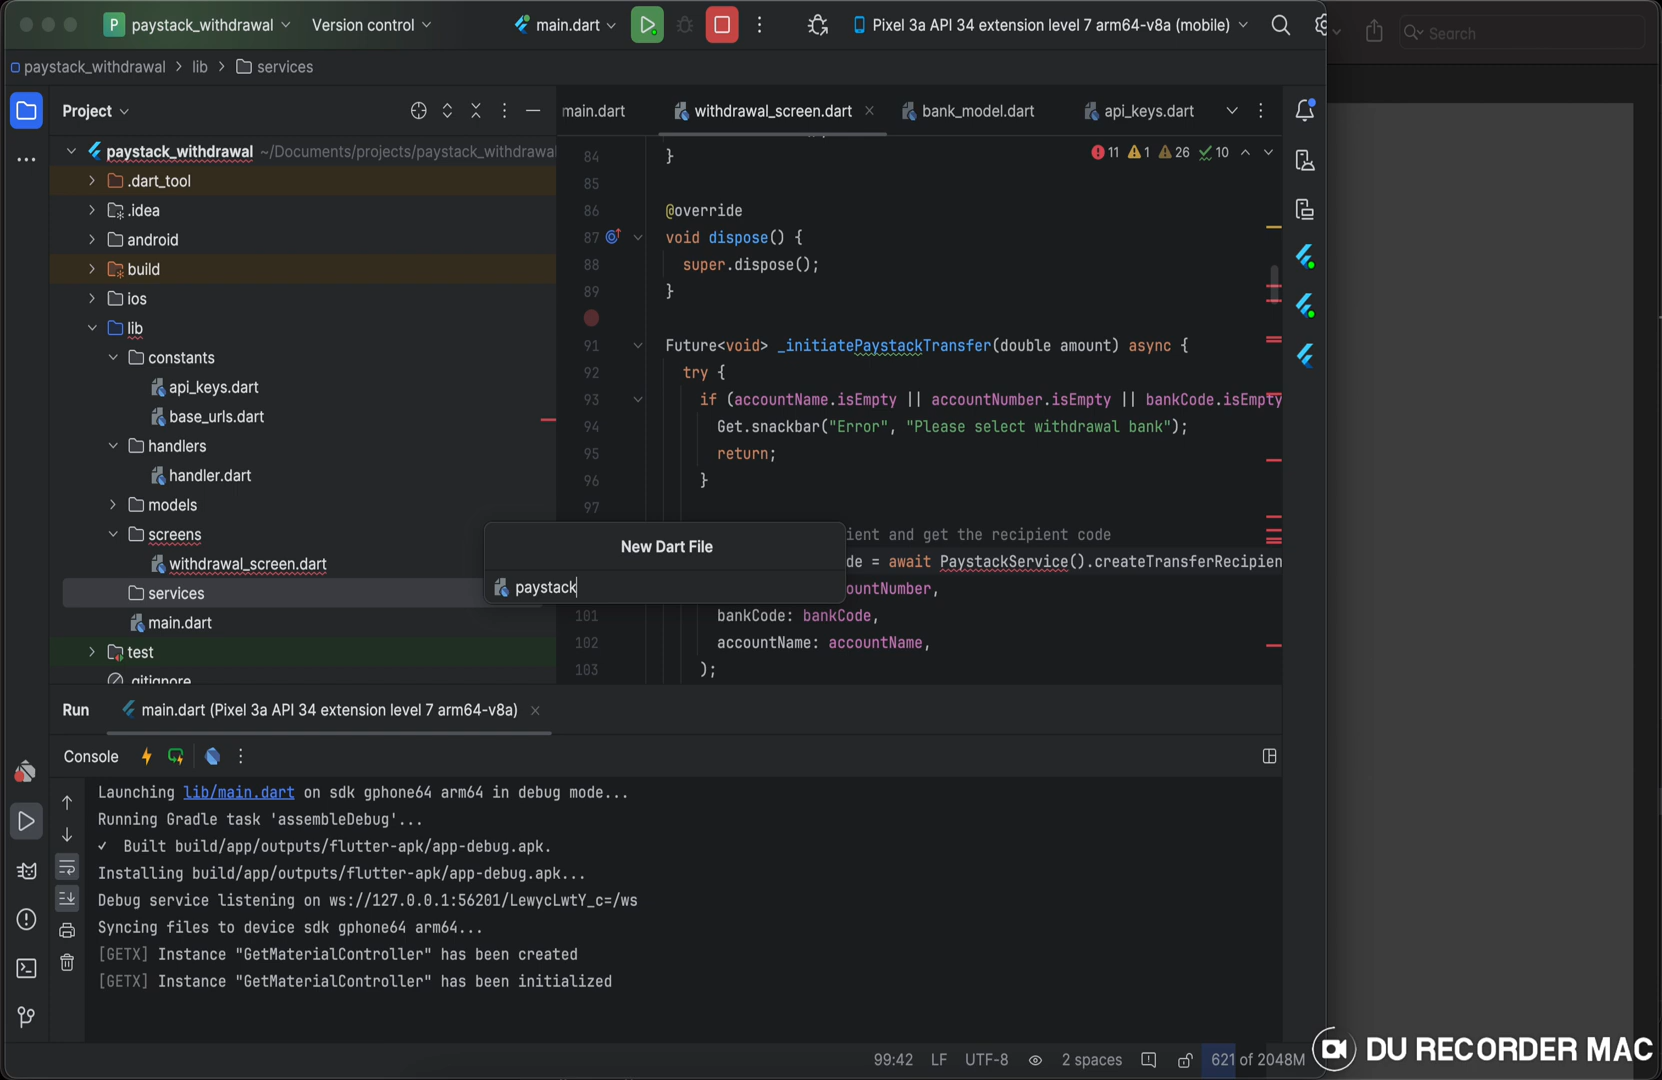 P paystack_withdrawal Version control main.dart Pixel 3a API 34 extension level 7 arm64-v8a (mobile)
Search
paystack_withdrawal lib services
Project
main.dart withdrawal_screen.dart bank_model.dart api_keys.dart
paystack_withdrawal ~/Documents/projects/paystack_withdrawal
.dart_tool
.idea
android
build
ios
lib
constants
api_keys.dart
base_urls.dart
handlers
handler.dart
models
screens
withdrawal_screen.dart
services
main.dart
test
.gitignore
11 1 26 10
84 }
85
86 @override
87 void dispose() {
88 super.dispose();
89 }
91 Future<void> _initiatePaystackTransfer(double amount) async {
92 try {
93 if (accountName.isEmpty || accountNumber.isEmpty || bankCode.isEmpty
94 Get.snackbar("Error", "Please select withdrawal bank");
95 return;
96 }
97
ient and get the recipient code
de = await PaystackService().createTransferRecipien
ountNumber,
101 bankCode: bankCode,
102 accountName: accountName,
103 );
New Dart File
paystack
Run main.dart (Pixel 3a API 34 extension level 7 arm64-v8a)
Console
Launching lib/main.dart on sdk gphone64 arm64 in debug mode...
Running Gradle task 'assembleDebug'...
✓ Built build/app/outputs/flutter-apk/app-debug.apk.
Installing build/app/outputs/flutter-apk/app-debug.apk...
Debug service listening on ws://127.0.0.1:56201/LewycLwtY_c=/ws
Syncing files to device sdk gphone64 arm64...
[GETX] Instance "GetMaterialController" has been created
[GETX] Instance "GetMaterialController" has been initialized
99:42 LF UTF-8 2 spaces 621 of 2048M
DU RECORDER MAC